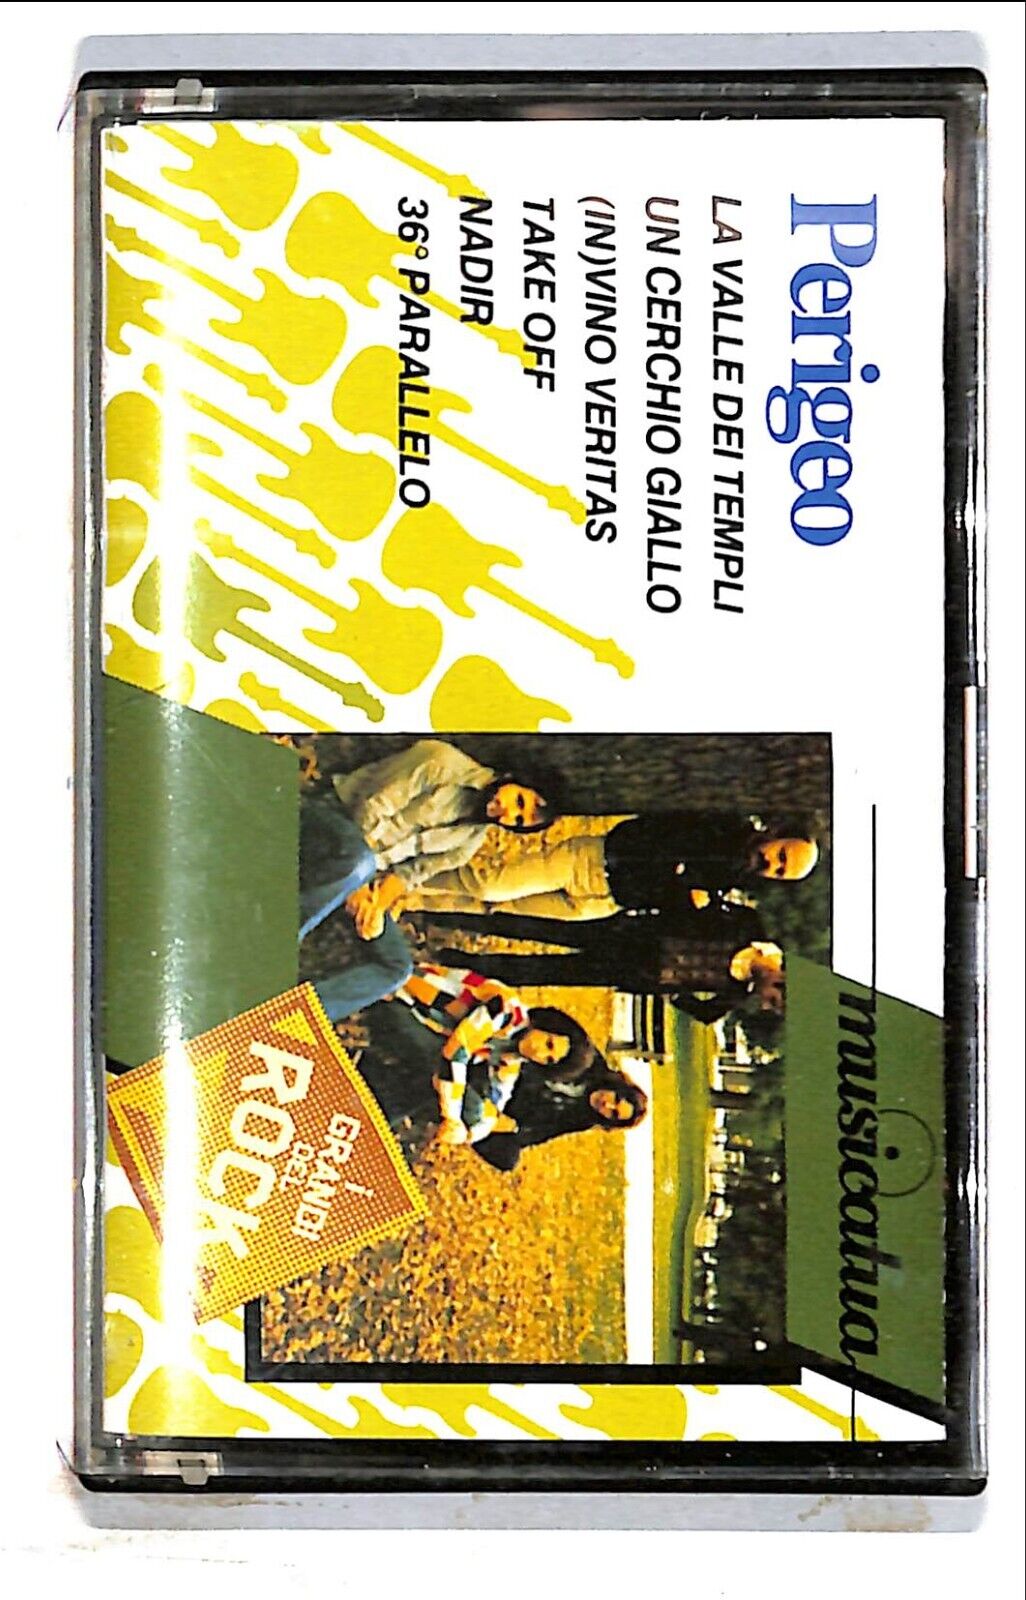 Perigeo
LA VALLE DEI TEMPLI
UN CERCHIO GIALLO
(IN)VINO VERITAS
TAKE OFF
NADIR
36° PARALLELO
musicatua
I
GRANDI
DEL
ROCK